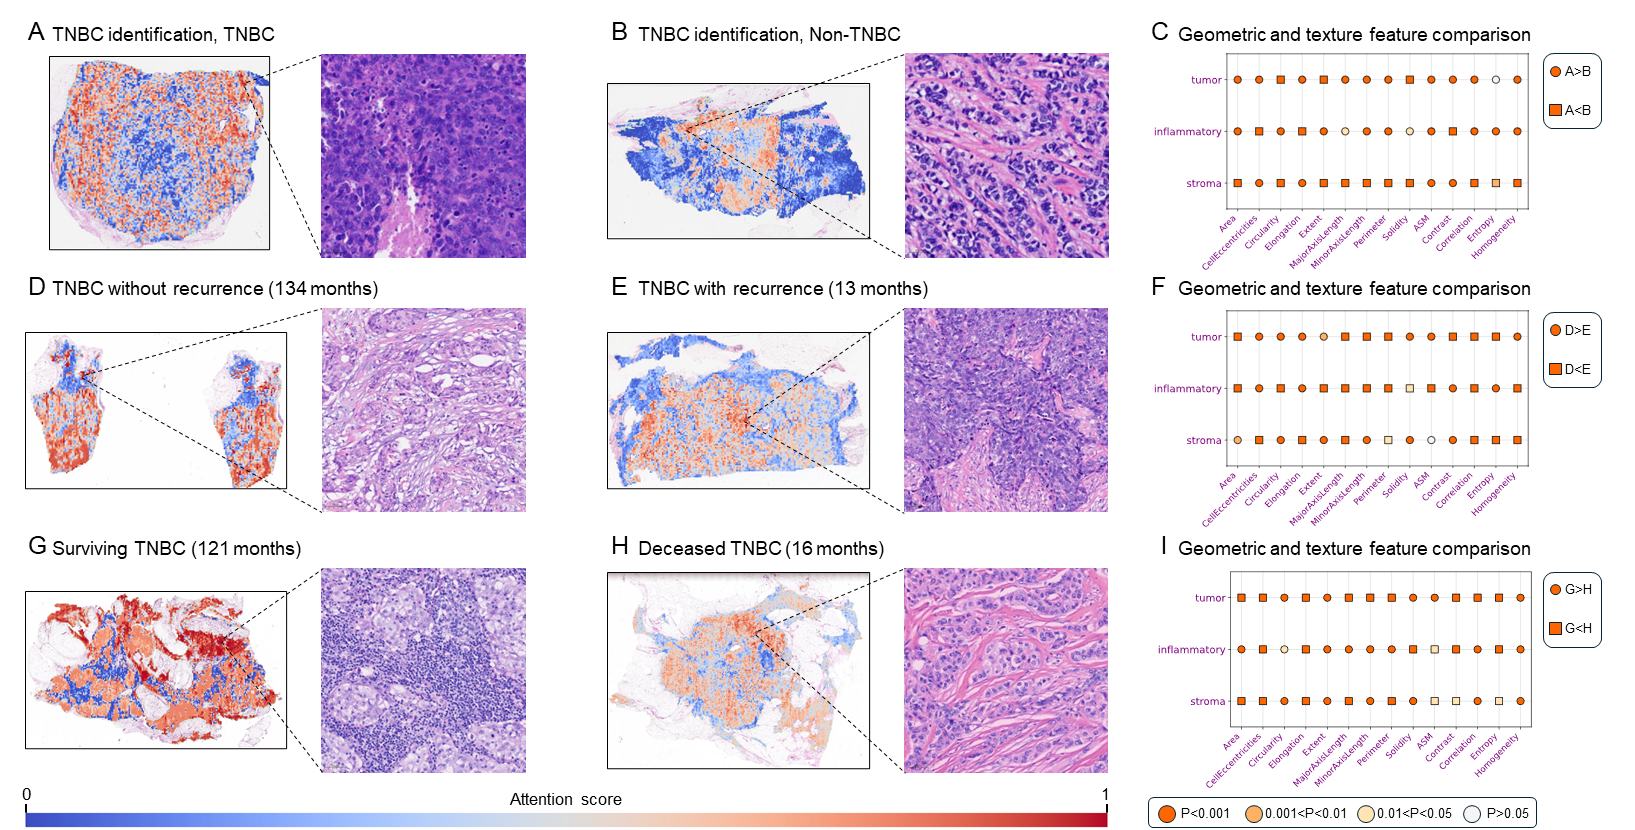 A TNBC identification, TNBC
B TNBC identification, Non-TNBC
C Geometric and texture feature comparison
tumor
inflammatory
stroma
Area
CellEccentricities
Circularity
Elongation
Extent
MajorAxisLength
MinorAxisLength
Perimeter
Solidity
ASM
Contrast
Correlation
Entropy
Homogeneity
A>B
A<B
D TNBC without recurrence (134 months)
E TNBC with recurrence (13 months)
F Geometric and texture feature comparison
tumor
inflammatory
stroma
Area
CellEccentricities
Circularity
Elongation
Extent
MajorAxisLength
MinorAxisLength
Perimeter
Solidity
ASM
Contrast
Correlation
Entropy
Homogeneity
D>E
D<E
G Surviving TNBC (121 months)
H Deceased TNBC (16 months)
I Geometric and texture feature comparison
tumor
inflammatory
stroma
Area
CellEccentricities
Circularity
Elongation
Extent
MajorAxisLength
MinorAxisLength
Perimeter
Solidity
ASM
Contrast
Correlation
Entropy
Homogeneity
G>H
G<H
0 Attention score 1
P<0.001 0.001<P<0.01 0.01<P<0.05 P>0.05